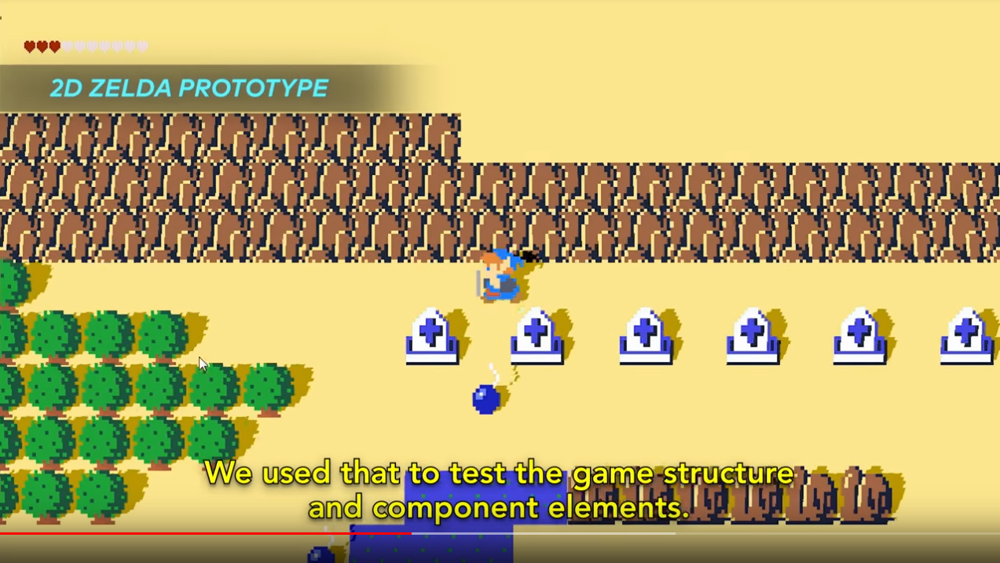 2D ZELDA PROTOTYPE
We used that to test the game structure
and component elements.